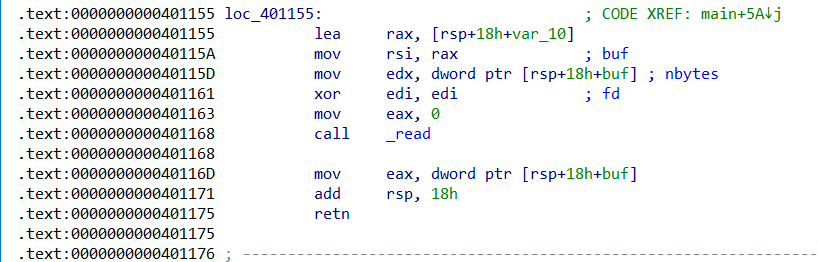 .text:0000000000401155 loc_401155: ; CODE XREF: main+5A↓j
.text:0000000000401155 lea rax, [rsp+18h+var_10]
.text:000000000040115A mov rsi, rax ; buf
.text:000000000040115D mov edx, dword ptr [rsp+18h+buf] ; nbytes
.text:0000000000401161 xor edi, edi ; fd
.text:0000000000401163 mov eax, 0
.text:0000000000401168 call _read
.text:0000000000401168
.text:000000000040116D mov eax, dword ptr [rsp+18h+buf]
.text:0000000000401171 add rsp, 18h
.text:0000000000401175 retn
.text:0000000000401175
.text:0000000000401176 ; ---------------------------------------------------------------------------